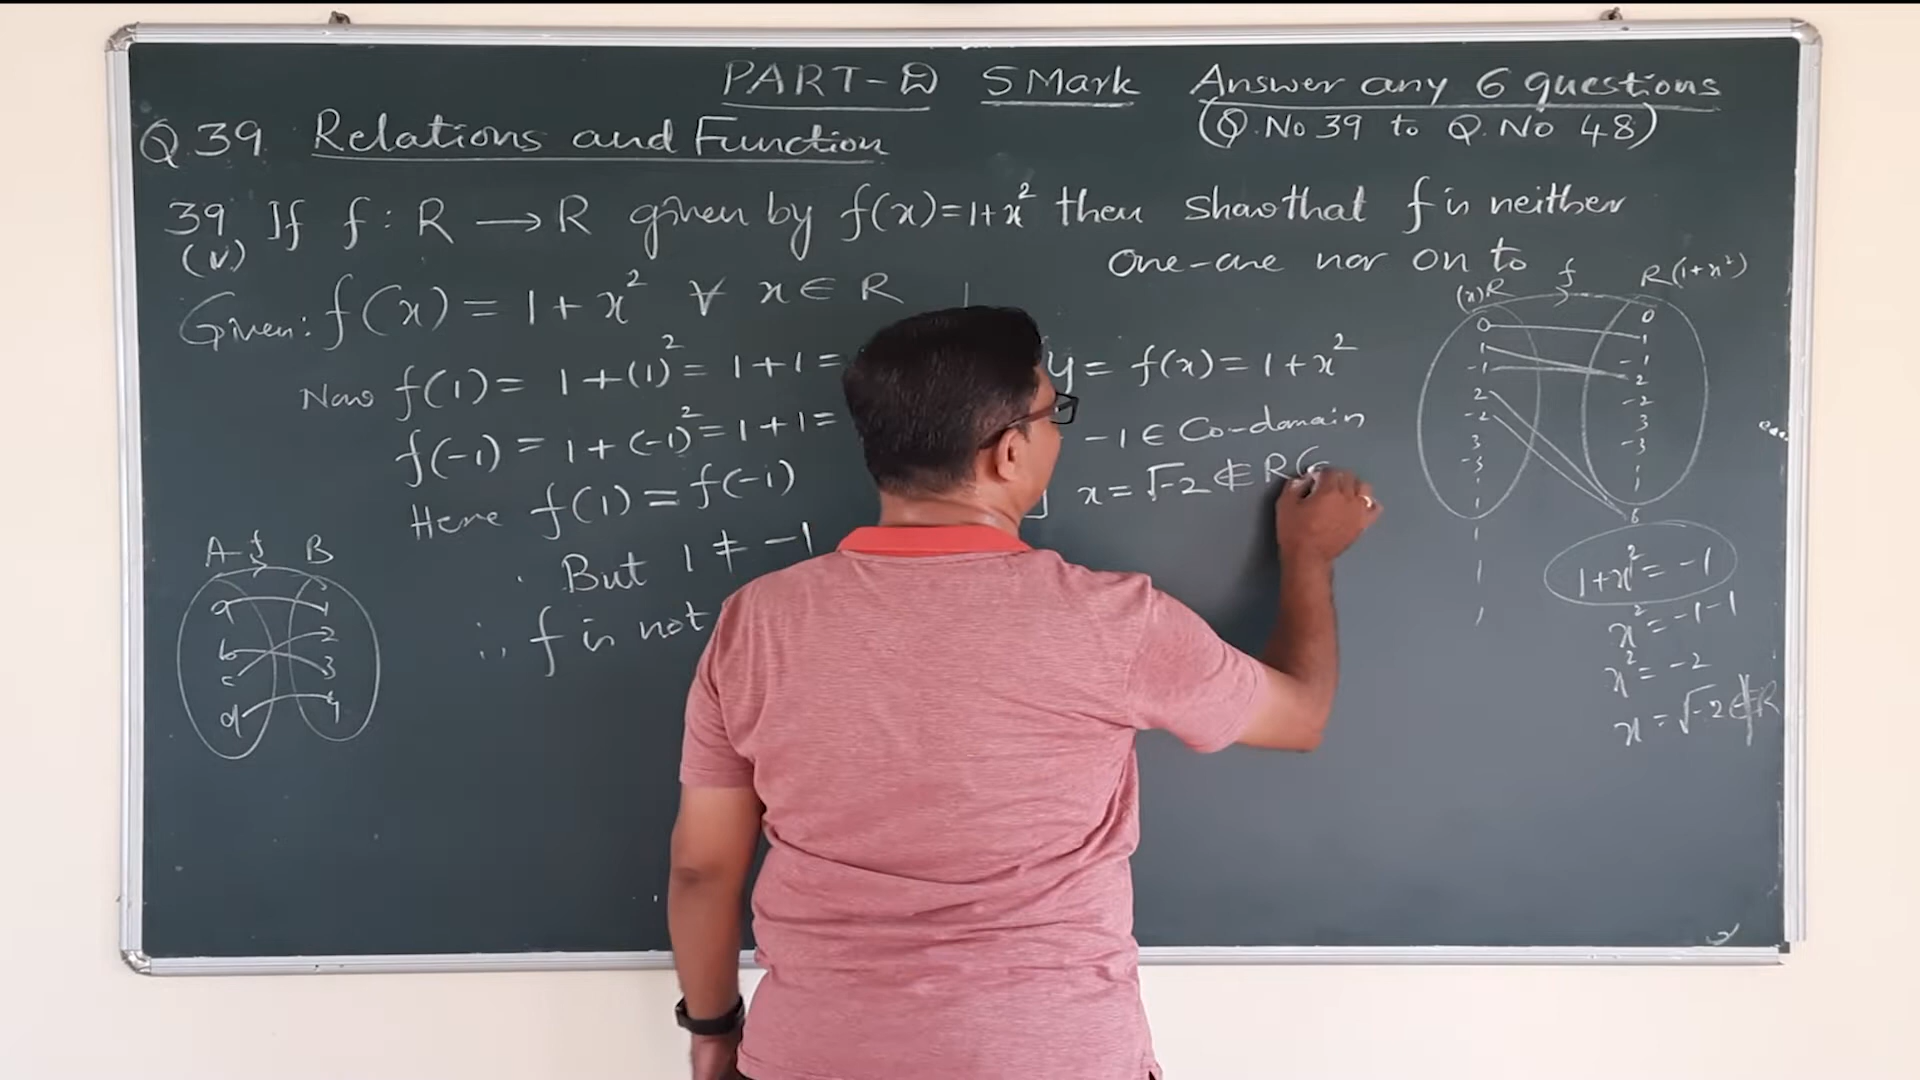 PART-D 5 Mark Answer any 6 questions
(Q.No 39 to Q.No 48)
Q 39 Relations and Function
39 If f : R → R given by f(x)=1+x² then show that f is neither
(v)
one-one nor on to
Given: f(x) = 1 + x² ∀ x ∈ R
Now f(1) = 1+(1)² = 1+1 =
f(-1) = 1+(-1)² = 1+1 =
Here f(1) = f(-1)
But 1 ≠ -1
∴ f is not
y = f(x) = 1+x²
-1 ∈ Co-domain
x = √-2 ∉ R(
(x)R f R(1+x²)
0 0
1 1
-1 -1
2 2
-2 -2
3 3
-3 -3
1+x² = -1
x² = -1-1
x² = -2
x = √-2 ∉ R
A f B
a 1
b 2
c 3
d 4